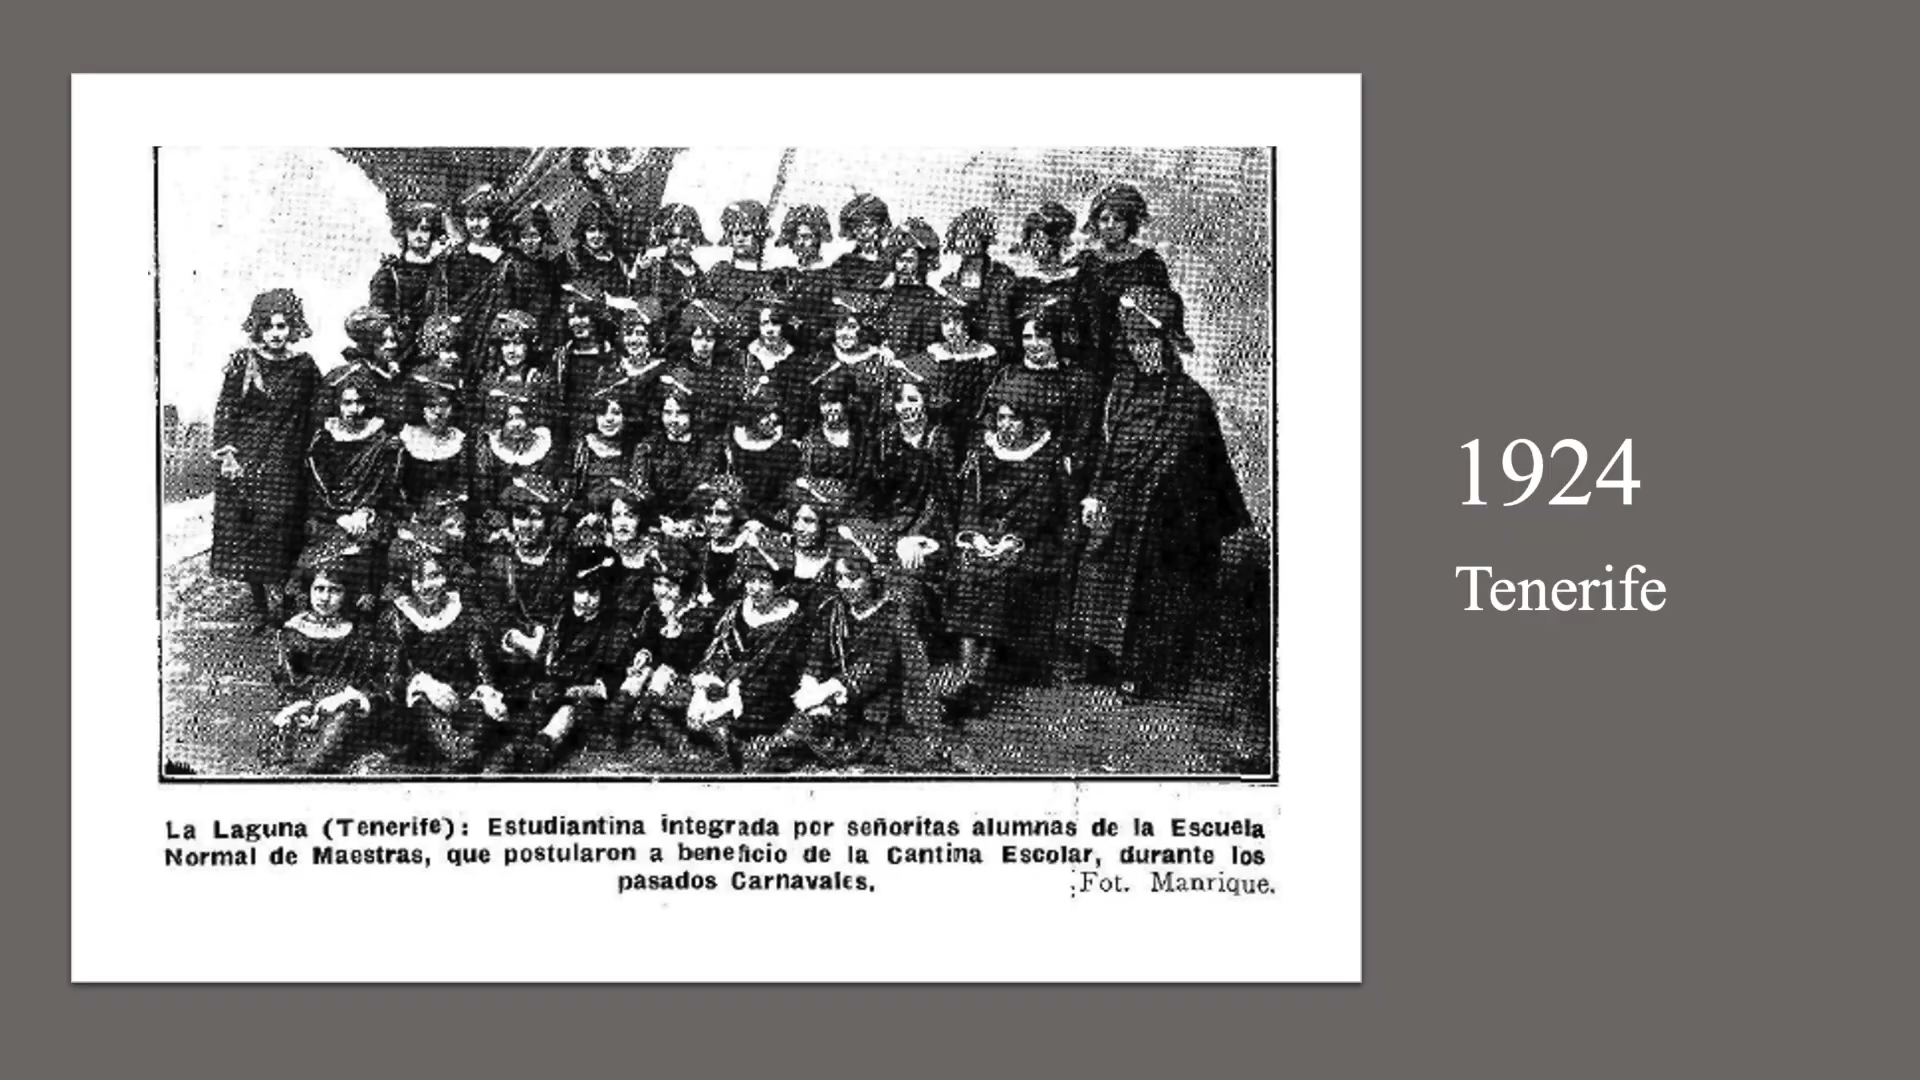 La Laguna (Tenerife): Estudiantina integrada por señoritas alumnas de la Escuela
Normal de Maestras, que postularon a beneficio de la Cantina Escolar, durante los
pasados Carnavales.
Fot. Manrique.
1924
Tenerife